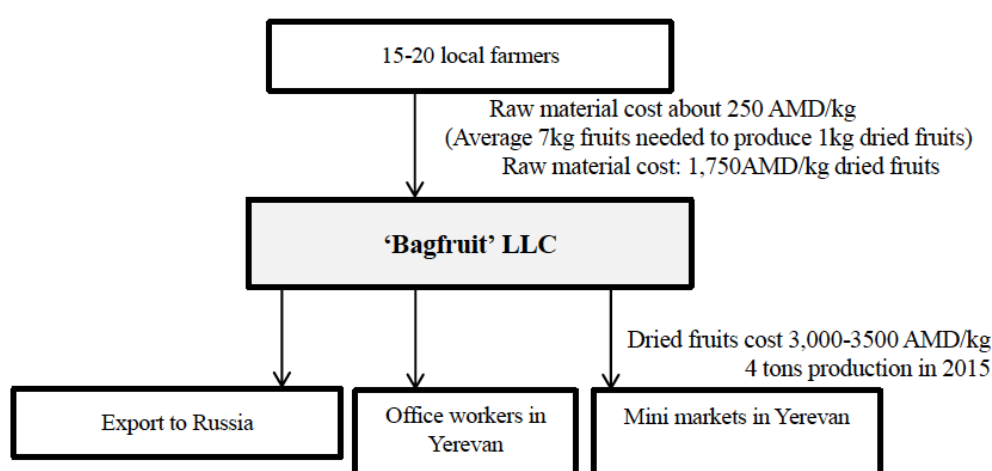 15-20 local farmers
Raw material cost about 250 AMD/kg
(Average 7kg fruits needed to produce 1kg dried fruits)
Raw material cost: 1,750AMD/kg dried fruits
‘Bagfruit’ LLC
Dried fruits cost 3,000-3500 AMD/kg
4 tons production in 2015
Export to Russia
Office workers in
Yerevan
Mini markets in Yerevan